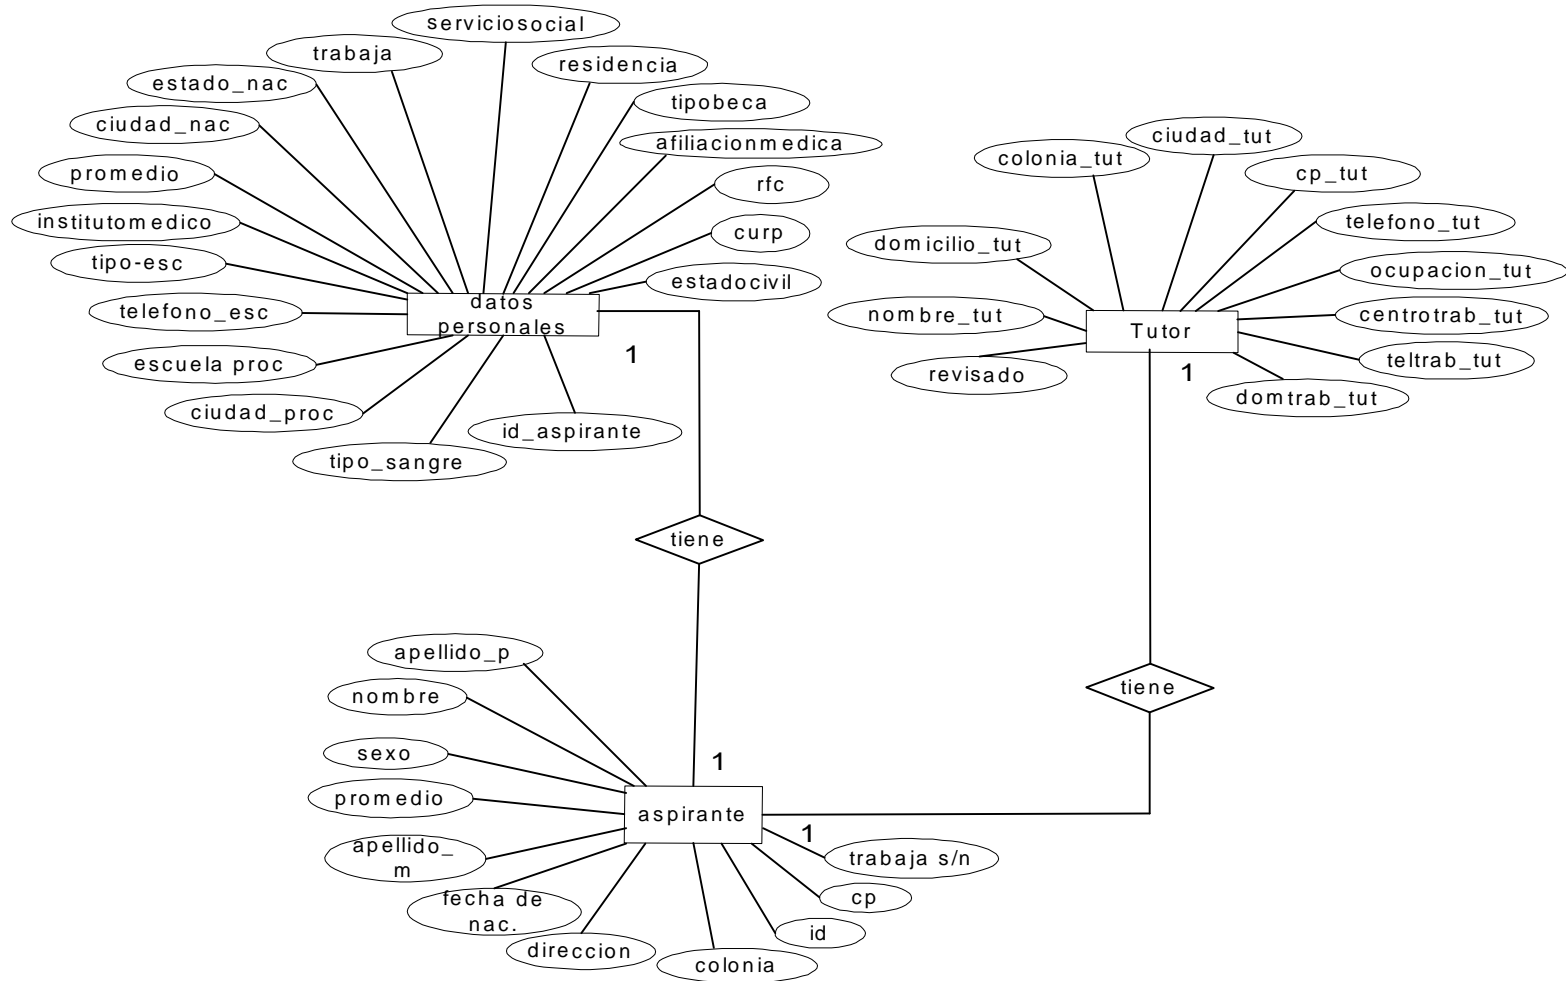 serviciosocial
trabaja
residencia
estado_nac
tipobeca
ciudad_nac
afiliacionmedica
promedio
rfc
institutomedico
curp
tipo-esc
estadocivil
telefono_esc
datos
personales
escuela proc
1
ciudad_proc
id_aspirante
tipo_sangre
ciudad_tut
colonia_tut
cp_tut
telefono_tut
domicilio_tut
ocupacion_tut
nombre_tut
centrotrab_tut
Tutor
teltrab_tut
revisado
1
domtrab_tut
tiene
tiene
apellido_p
nombre
sexo
1
promedio
aspirante
1
apellido_
m
trabaja s/n
fecha de
nac.
cp
id
direccion
colonia